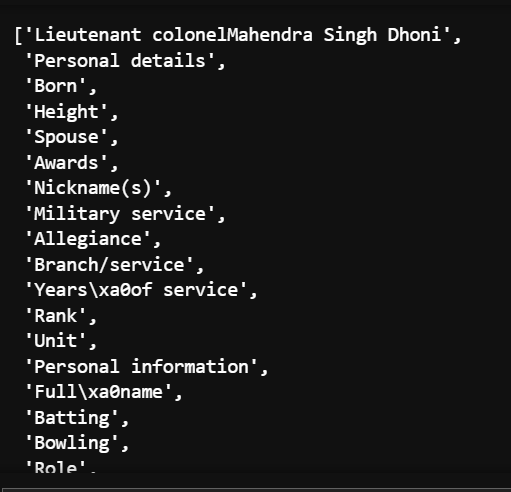 ['Lieutenant colonelMahendra Singh Dhoni',
'Personal details',
'Born',
'Height',
'Spouse',
'Awards',
'Nickname(s)',
'Military service',
'Allegiance',
'Branch/service',
'Years\xa0of service',
'Rank',
'Unit',
'Personal information',
'Full\xa0name',
'Batting',
'Bowling',
'Role',